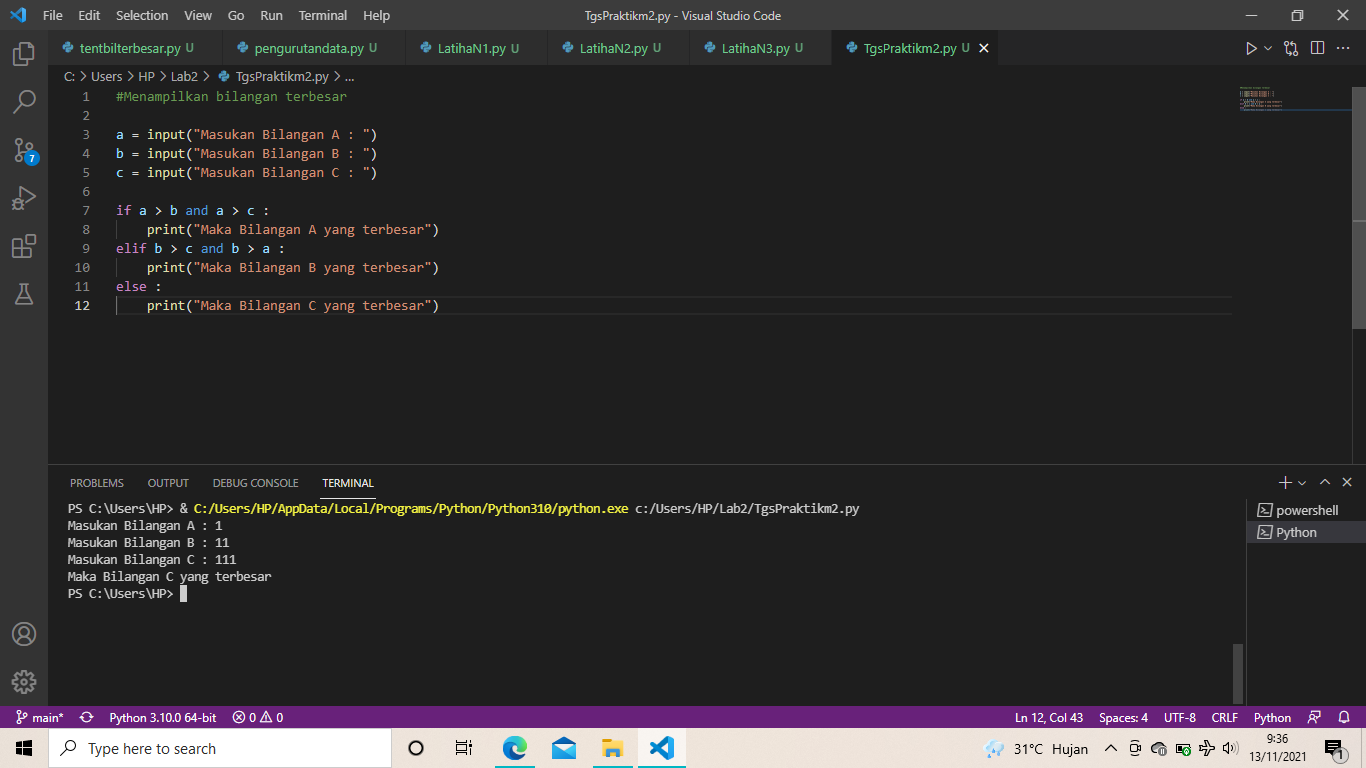 File Edit Selection View Go Run Terminal Help TgsPraktikm2.py - Visual Studio Code
tentbilterbesar.py U pengurutandata.py U LatihaN1.py U LatihaN2.py U LatihaN3.py U TgsPraktikm2.py U
C: > Users > HP > Lab2 > TgsPraktikm2.py > ...
1 #Menampilkan bilangan terbesar
2
3 a = input("Masukan Bilangan A : ")
4 b = input("Masukan Bilangan B : ")
5 c = input("Masukan Bilangan C : ")
6
7 if a > b and a > c :
8 print("Maka Bilangan A yang terbesar")
9 elif b > c and b > a :
10 print("Maka Bilangan B yang terbesar")
11 else :
12 print("Maka Bilangan C yang terbesar")
7
PROBLEMS OUTPUT DEBUG CONSOLE TERMINAL
PS C:\Users\HP> & C:/Users/HP/AppData/Local/Programs/Python/Python310/python.exe c:/Users/HP/Lab2/TgsPraktikm2.py
Masukan Bilangan A : 1
Masukan Bilangan B : 11
Masukan Bilangan C : 111
Maka Bilangan C yang terbesar
PS C:\Users\HP>
powershell
Python
main* Python 3.10.0 64-bit 0 0 Ln 12, Col 43 Spaces: 4 UTF-8 CRLF Python
Type here to search 31°C Hujan 9:36
13/11/2021 1